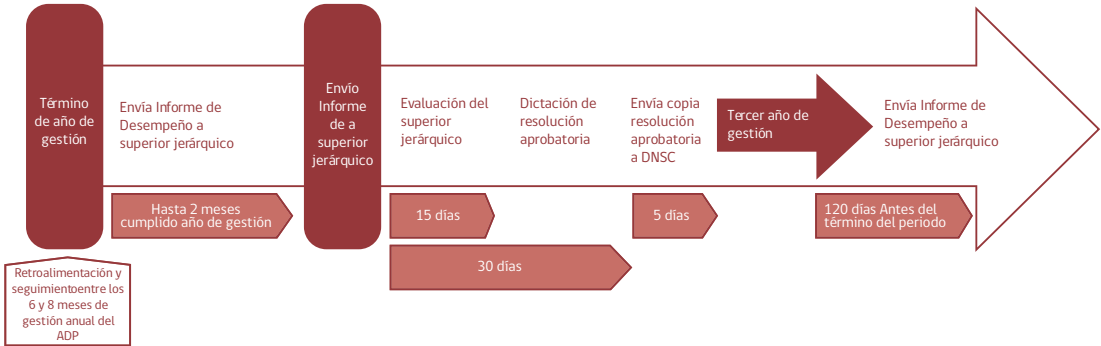 Término
de año de
gestión
Envía Informe de
Desempeño a
superior jerárquico
Envío
Informe
de a
superior
jerárquico
Evaluación del
superior
jerárquico
Dictación de
resolución
aprobatoria
Envía copia
resolución
aprobatoria
a DNSC
Tercer año de
gestión
Envía Informe de
Desempeño a
superior jerárquico
Hasta 2 meses
cumplido año de gestión
15 días
5 días
120 días Antes del
término del periodo
30 días
Retroalimentación y
seguimientoentre los
6 y 8 meses de
gestión anual del
ADP